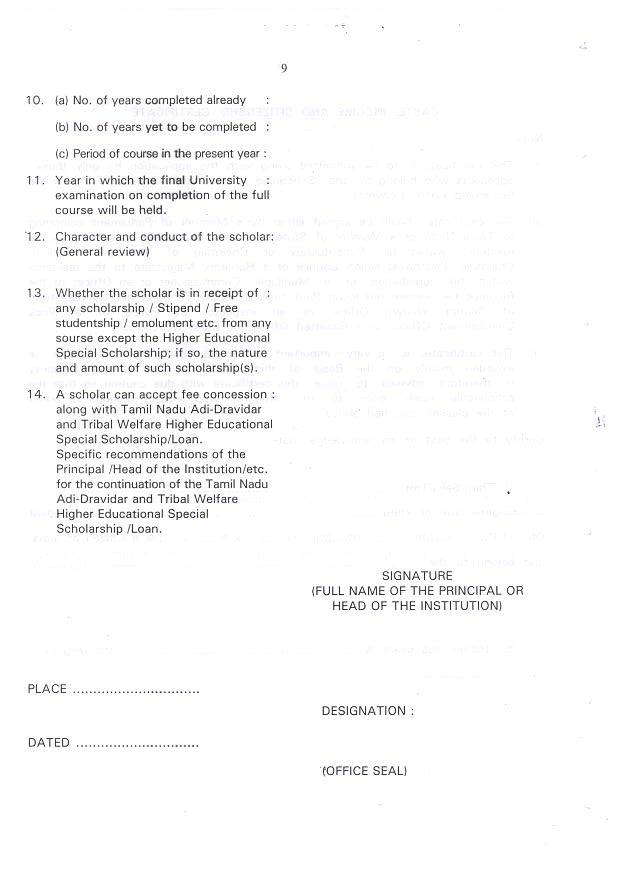 9
10. (a) No. of years completed already :
(b) No. of years yet to be completed :
(c) Period of course in the present year :
11. Year in which the final University :
examination on completion of the full
course will be held.
12. Character and conduct of the scholar:
(General review)
13. Whether the scholar is in receipt of :
any scholarship / Stipend / Free
studentship / emolument etc. from any
sourse except the Higher Educational
Special Scholarship; if so, the nature
and amount of such scholarship(s).
14. A scholar can accept fee concession :
along with Tamil Nadu Adi-Dravidar
and Tribal Welfare Higher Educational
Special Scholarship/Loan.
Specific recommendations of the
Principal /Head of the Institution/etc.
for the continuation of the Tamil Nadu
Adi-Dravidar and Tribal Welfare
Higher Educational Special
Scholarship /Loan.
SIGNATURE
(FULL NAME OF THE PRINCIPAL OR
HEAD OF THE INSTITUTION)
PLACE ..............................
DESIGNATION :
DATED .............................
(OFFICE SEAL)